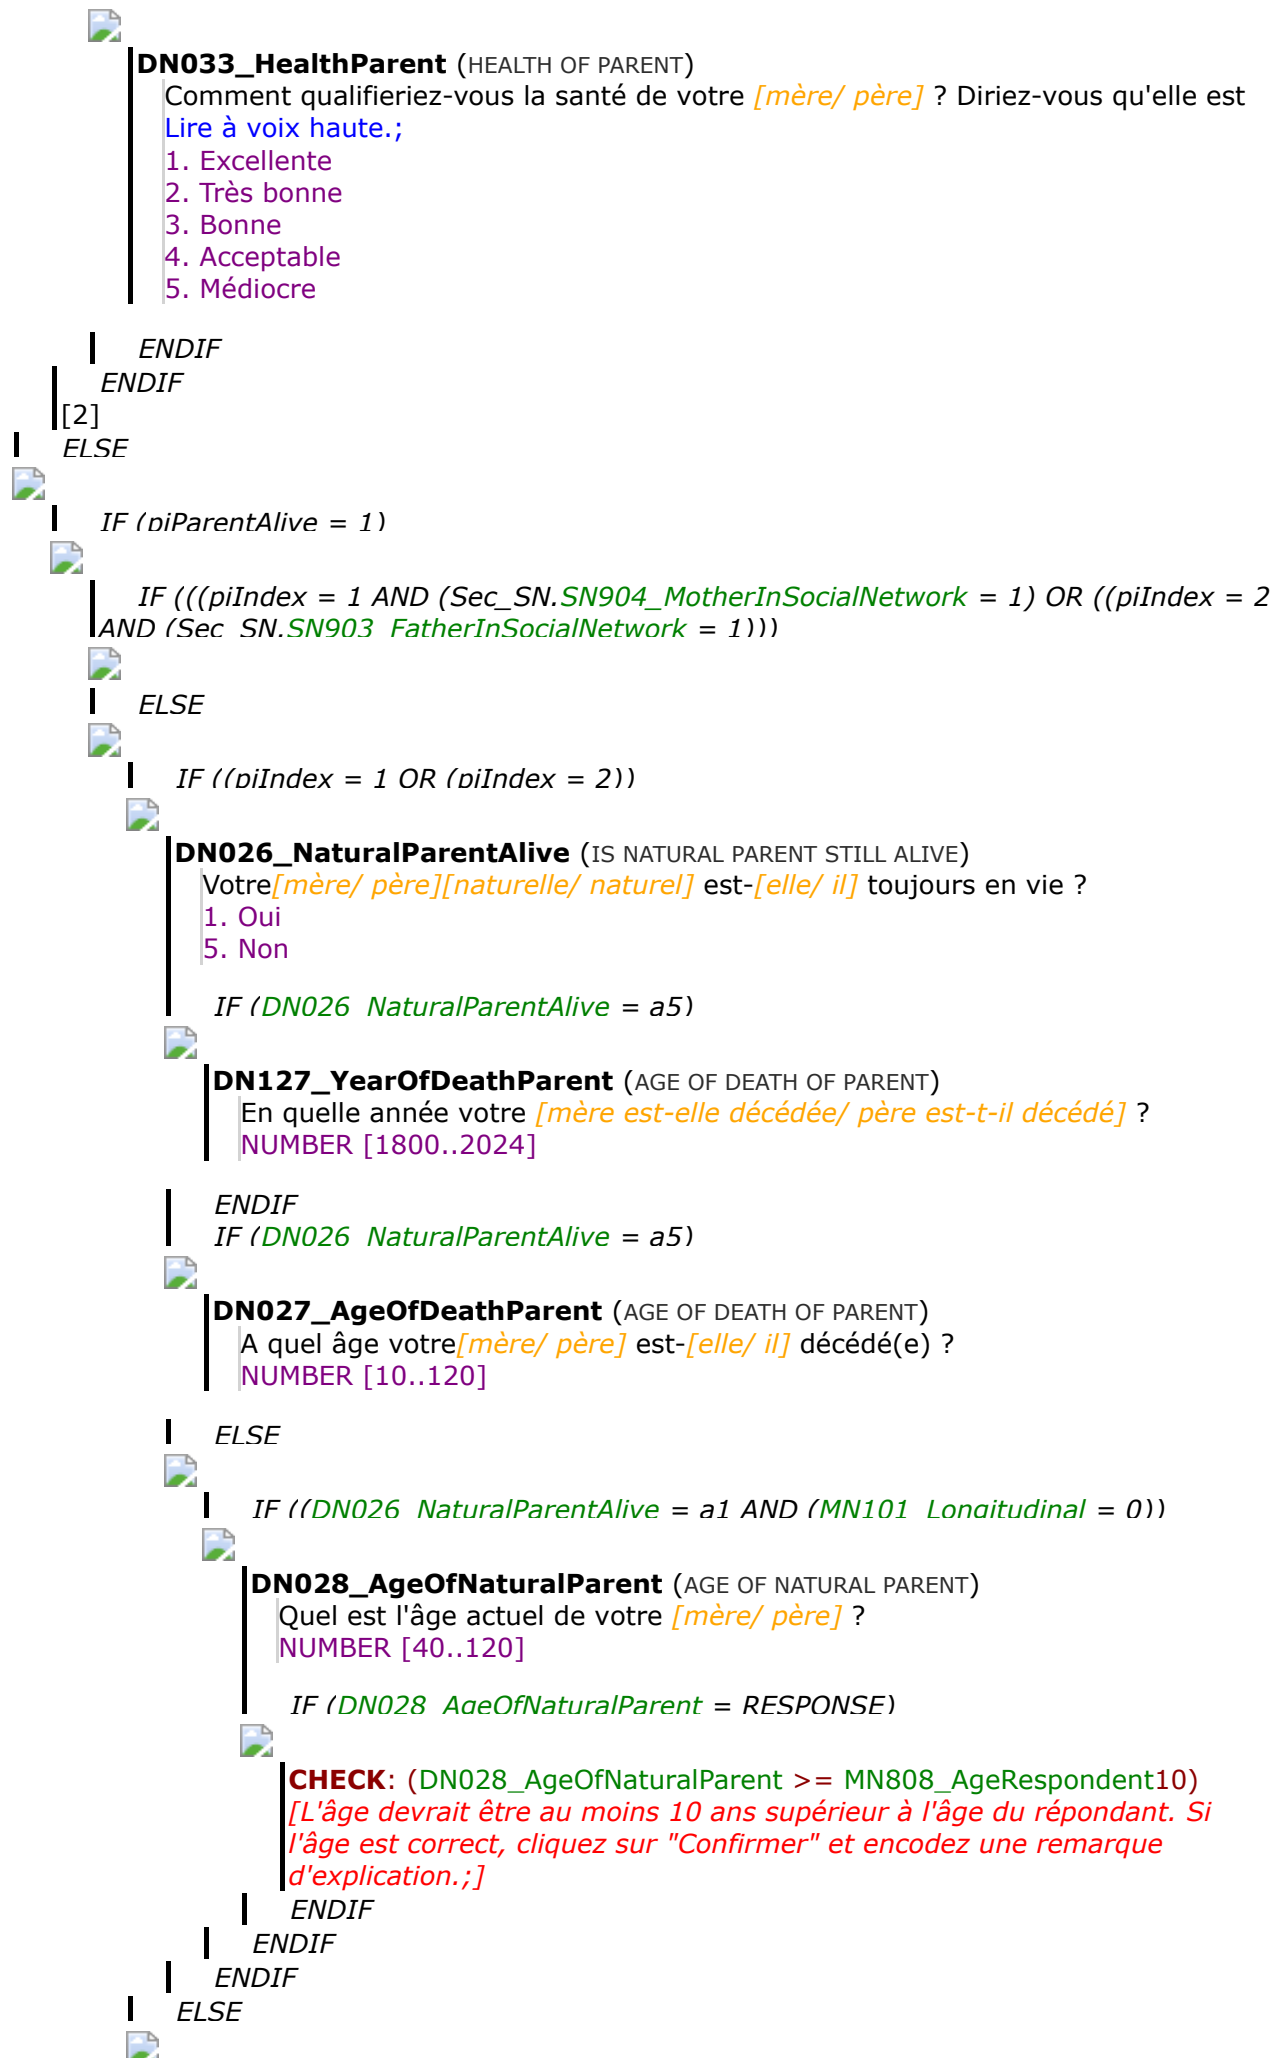 DN033_HealthParent (HEALTH OF PARENT)
Comment qualifieriez-vous la santé de votre [mère/ père] ? Diriez-vous qu'elle est
Lire à voix haute.;
1. Excellente
2. Très bonne
3. Bonne
4. Acceptable
5. Médiocre
ENDIF
ENDIF
[2]
ELSE
IF (piParentAlive = 1)
IF (((piIndex = 1 AND (Sec_SN.SN904_MotherInSocialNetwork = 1) OR ((piIndex = 2
AND (Sec_SN.SN903_FatherInSocialNetwork = 1)))
ELSE
IF ((piIndex = 1 OR (piIndex = 2))
DN026_NaturalParentAlive (IS NATURAL PARENT STILL ALIVE)
Votre[mère/ père][naturelle/ naturel] est-[elle/ il] toujours en vie ?
1. Oui
5. Non
IF (DN026_NaturalParentAlive = a5)
DN127_YearOfDeathParent (AGE OF DEATH OF PARENT)
En quelle année votre [mère est-elle décédée/ père est-t-il décédé] ?
NUMBER [1800..2024]
ENDIF
IF (DN026_NaturalParentAlive = a5)
DN027_AgeOfDeathParent (AGE OF DEATH OF PARENT)
A quel âge votre[mère/ père] est-[elle/ il] décédé(e) ?
NUMBER [10..120]
ELSE
IF ((DN026_NaturalParentAlive = a1 AND (MN101_Longitudinal = 0))
DN028_AgeOfNaturalParent (AGE OF NATURAL PARENT)
Quel est l'âge actuel de votre [mère/ père] ?
NUMBER [40..120]
IF (DN028_AgeOfNaturalParent = RESPONSE)
CHECK: (DN028_AgeOfNaturalParent >= MN808_AgeRespondent10)
[L'âge devrait être au moins 10 ans supérieur à l'âge du répondant. Si
l'âge est correct, cliquez sur "Confirmer" et encodez une remarque
d'explication.;]
ENDIF
ENDIF
ENDIF
ELSE